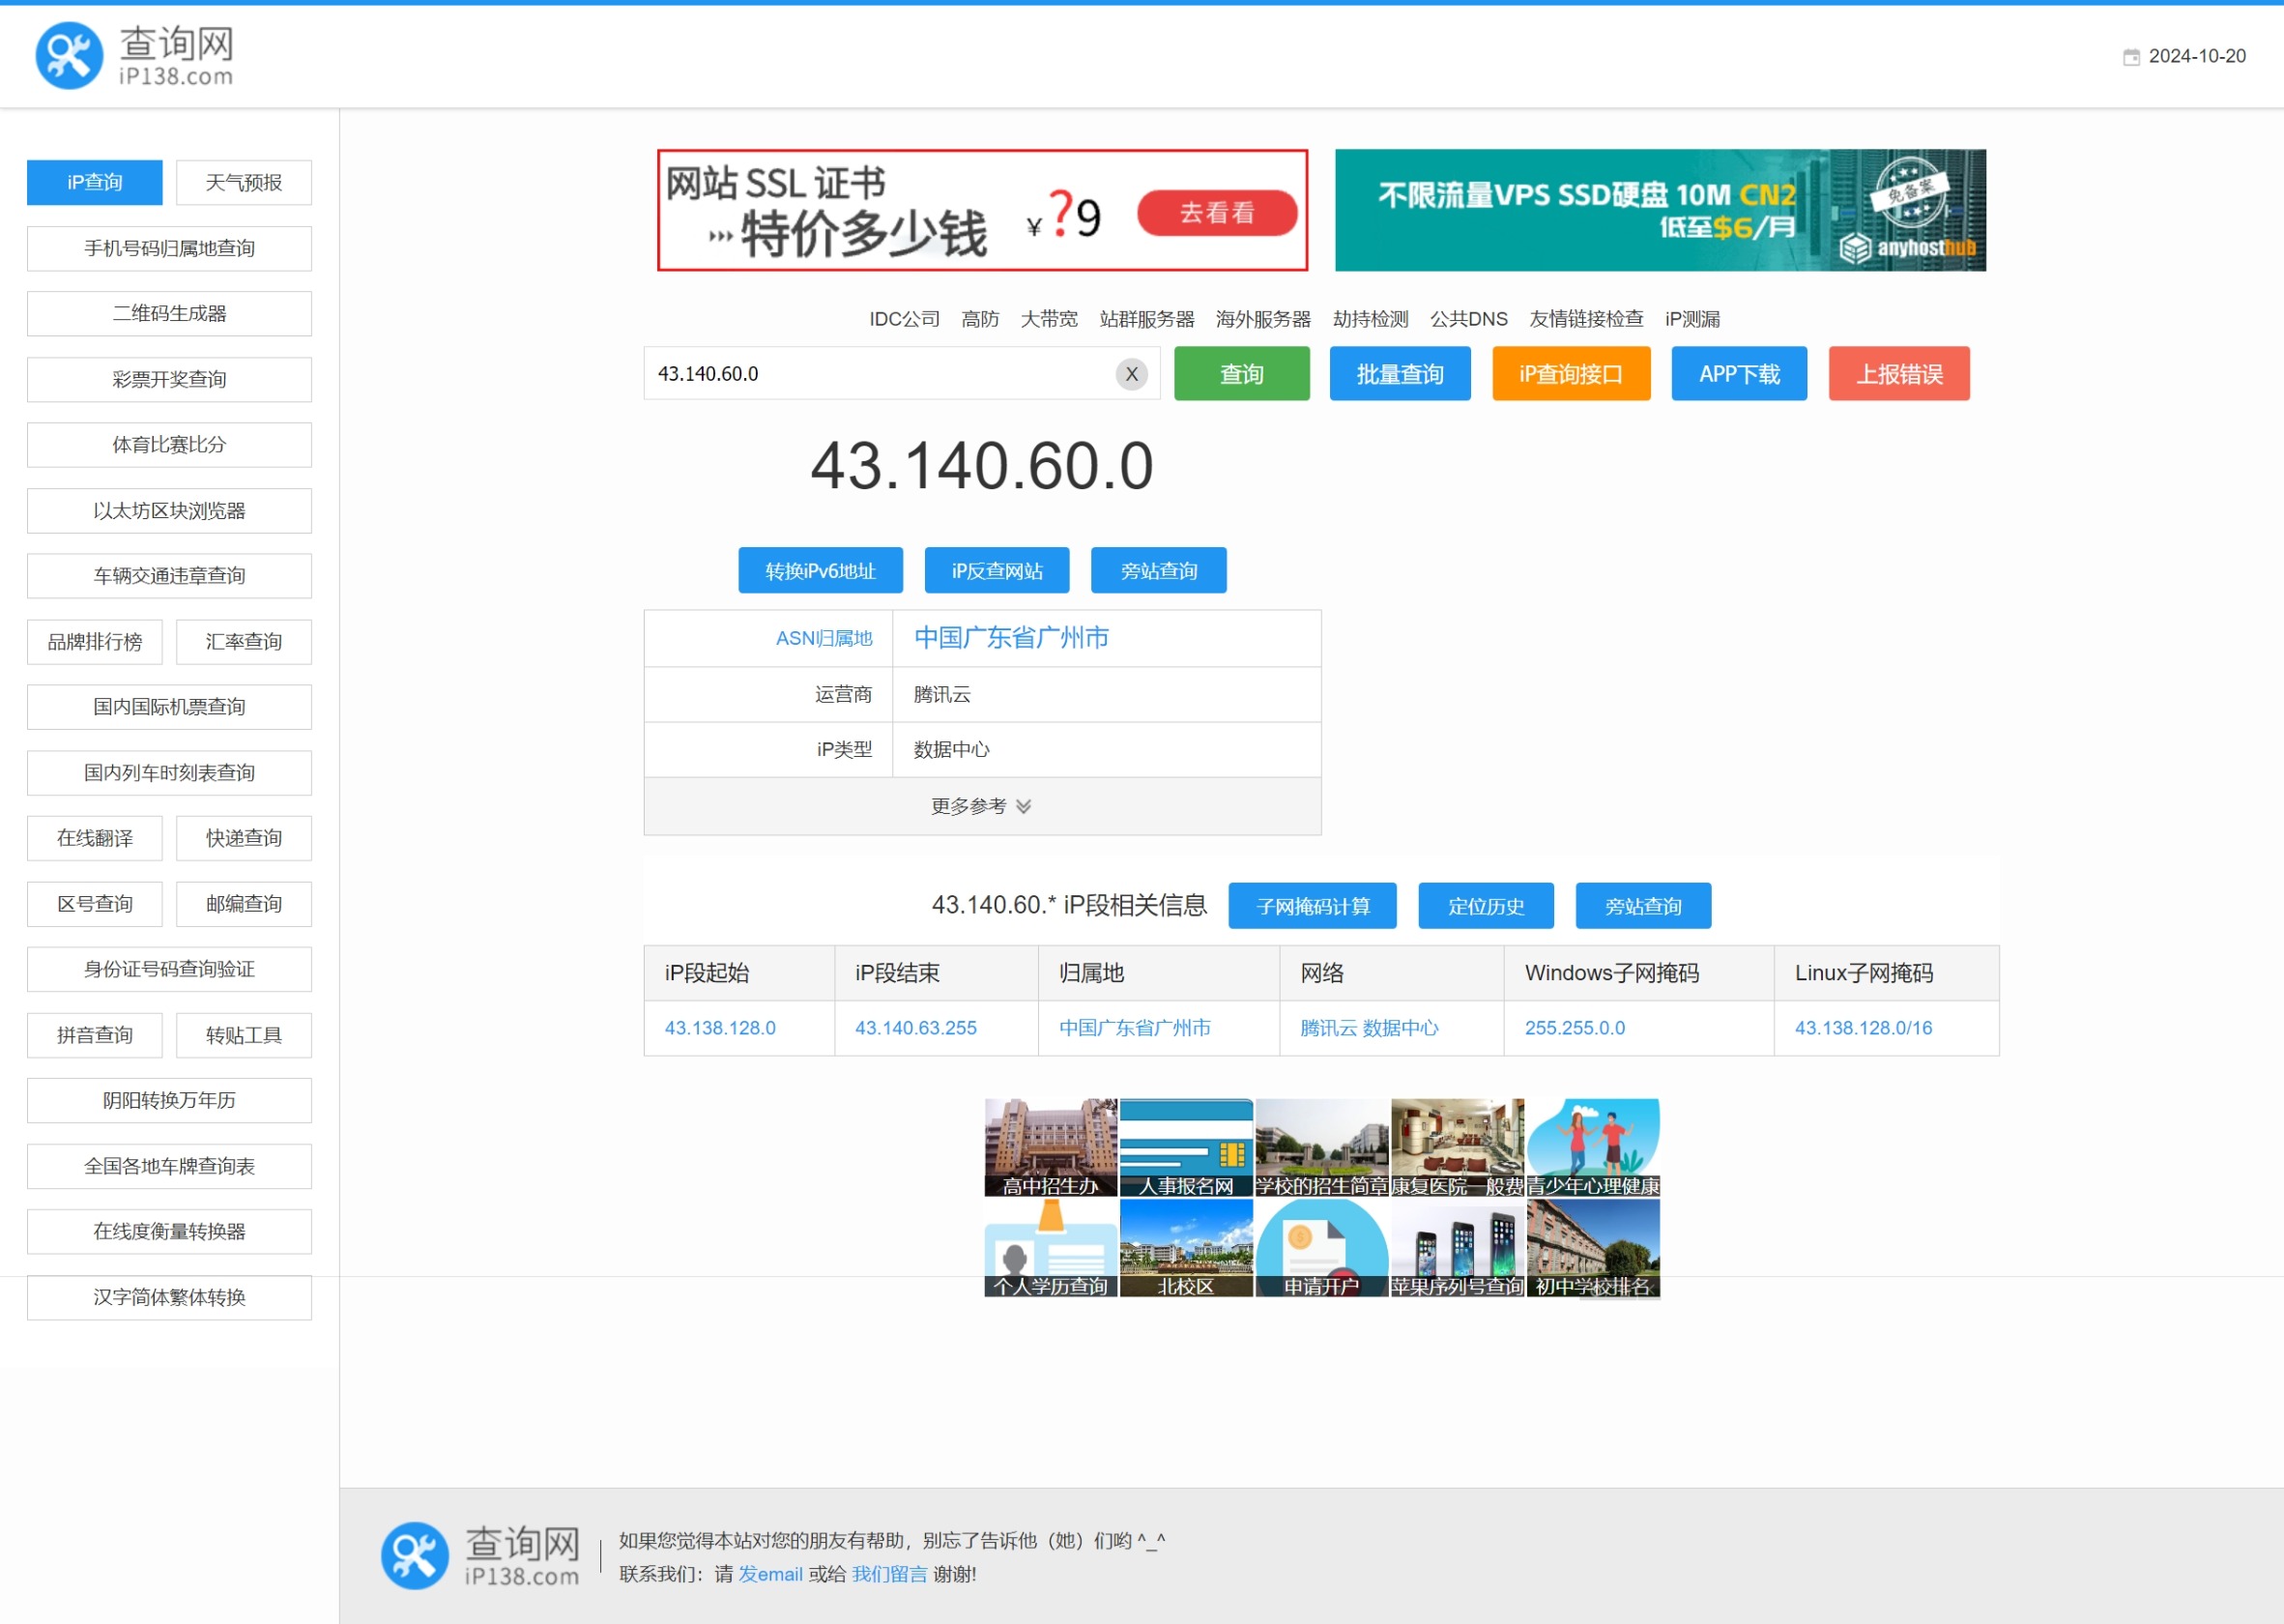 查询网
iP138.com
2024-10-20
iP查询
天气预报
手机号码归属地查询
二维码生成器
彩票开奖查询
体育比赛比分
以太坊区块浏览器
车辆交通违章查询
品牌排行榜
汇率查询
国内国际机票查询
国内列车时刻表查询
在线翻译
快递查询
区号查询
邮编查询
身份证号码查询验证
拼音查询
转贴工具
阴阳转换万年历
全国各地车牌查询表
在线度衡量转换器
汉字简体繁体转换
网站 SSL 证书
特价多少钱
¥?9
去看看
不限流量VPS SSD硬盘 10M CN2
低至$6/月
免备案
anyhosthub
IDC公司 高防 大带宽 站群服务器 海外服务器 劫持检测 公共DNS 友情链接检查 iP测漏
43.140.60.0
X
查询
批量查询
iP查询接口
APP下载
上报错误
43.140.60.0
转换iPv6地址
iP反查网站
旁站查询
ASN归属地 中国广东省广州市
运营商 腾讯云
iP类型 数据中心
更多参考
43.140.60.* iP段相关信息
子网掩码计算
定位历史
旁站查询
iP段起始 iP段结束 归属地 网络 Windows子网掩码 Linux子网掩码
43.138.128.0 43.140.63.255 中国广东省广州市 腾讯云 数据中心 255.255.0.0 43.138.128.0/16
高中招生办
人事报名网
学校的招生简章
康复医院一般费
青少年心理健康
个人学历查询
北校区
申请开户
苹果序列号查询
初中学校排名
查询网
iP138.com
如果您觉得本站对您的朋友有帮助，别忘了告诉他（她）们哟 ^_^
联系我们：请 发email 或给 我们留言 谢谢!